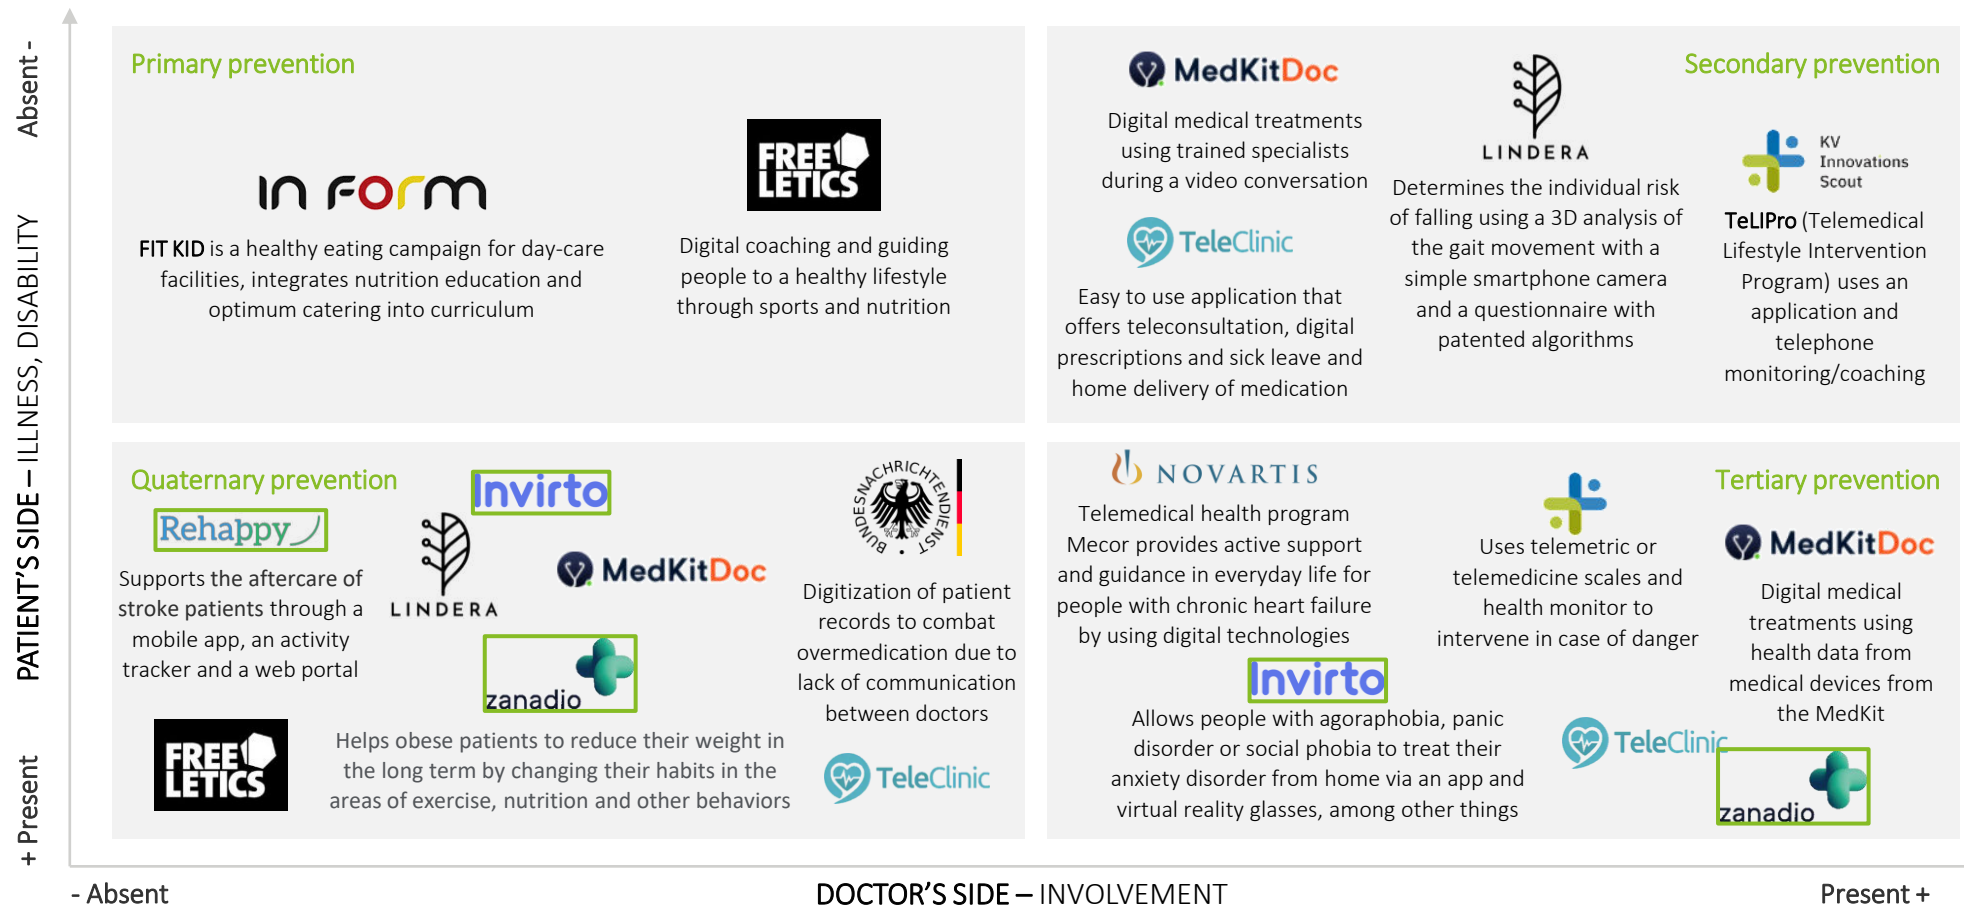 Absent -
PATIENT'S SIDE – ILLNESS, DISABILITY
+ Present
Primary prevention
IN FORM
FIT KID is a healthy eating campaign for day-care
facilities, integrates nutrition education and
optimum catering into curriculum
FREE
LETICS
Digital coaching and guiding
people to a healthy lifestyle
through sports and nutrition
Secondary prevention
MedKitDoc
Digital medical treatments
using trained specialists
during a video conversation
TeleClinic
Easy to use application that
offers teleconsultation, digital
prescriptions and sick leave and
home delivery of medication
LINDERA
Determines the individual risk
of falling using a 3D analysis of
the gait movement with a
simple smartphone camera
and a questionnaire with
patented algorithms
KV
Innovations
Scout
TeLIPro (Telemedical
Lifestyle Intervention
Program) uses an
application and
telephone
monitoring/coaching
Quaternary prevention
Rehappy
Supports the aftercare of
stroke patients through a
mobile app, an activity
tracker and a web portal
FREE
LETICS
Invirto
LINDERA
MedKitDoc
zanadio
Helps obese patients to reduce their weight in
the long term by changing their habits in the
areas of exercise, nutrition and other behaviors
BUNDESNACHRICHTENDIENST
Digitization of patient
records to combat
overmedication due to
lack of communication
between doctors
TeleClinic
Tertiary prevention
NOVARTIS
Telemedical health program
Mecor provides active support
and guidance in everyday life for
people with chronic heart failure
by using digital technologies
Invirto
Allows people with agoraphobia, panic
disorder or social phobia to treat their
anxiety disorder from home via an app and
virtual reality glasses, among other things
Uses telemetric or
telemedicine scales and
health monitor to
intervene in case of danger
MedKitDoc
Digital medical
treatments using
health data from
medical devices from
the MedKit
TeleClinic
zanadio
- Absent
DOCTOR'S SIDE – INVOLVEMENT
Present +